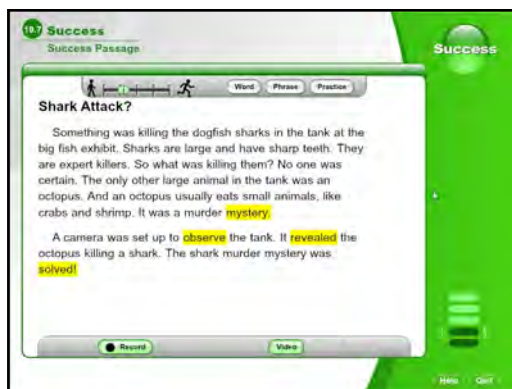 19.7 Success
Success Passage
Success
Word Phrase Practice
Shark Attack?
Something was killing the dogfish sharks in the tank at the
big fish exhibit. Sharks are large and have sharp teeth. They
are expert killers. So what was killing them? No one was
certain. The only other large animal in the tank was an
octopus. And an octopus usually eats small animals, like
crabs and shrimp. It was a murder mystery.
A camera was set up to observe the tank. It revealed the
octopus killing a shark. The shark murder mystery was
solved!
Record Video
Help Quit